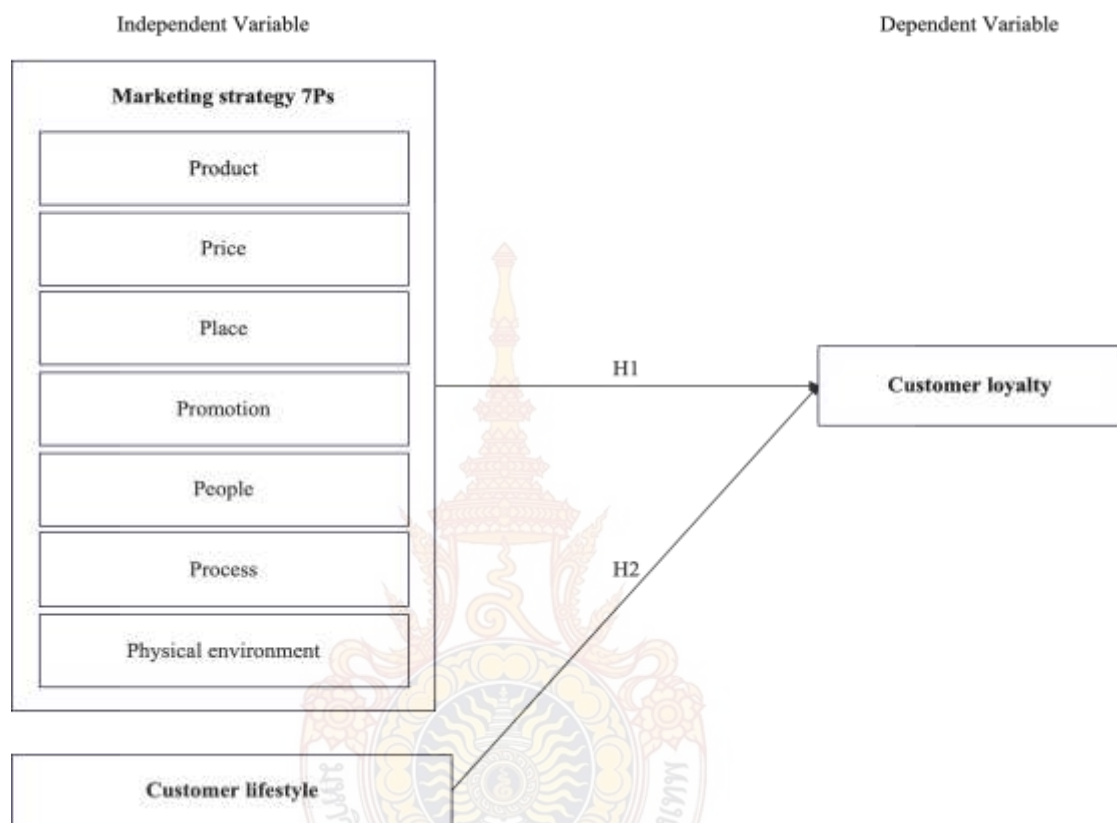 Independent Variable
Dependent Variable
Marketing strategy 7Ps
Product
Price
Place
Promotion
People
Process
Physical environment
H1
Customer loyalty
H2
Customer lifestyle